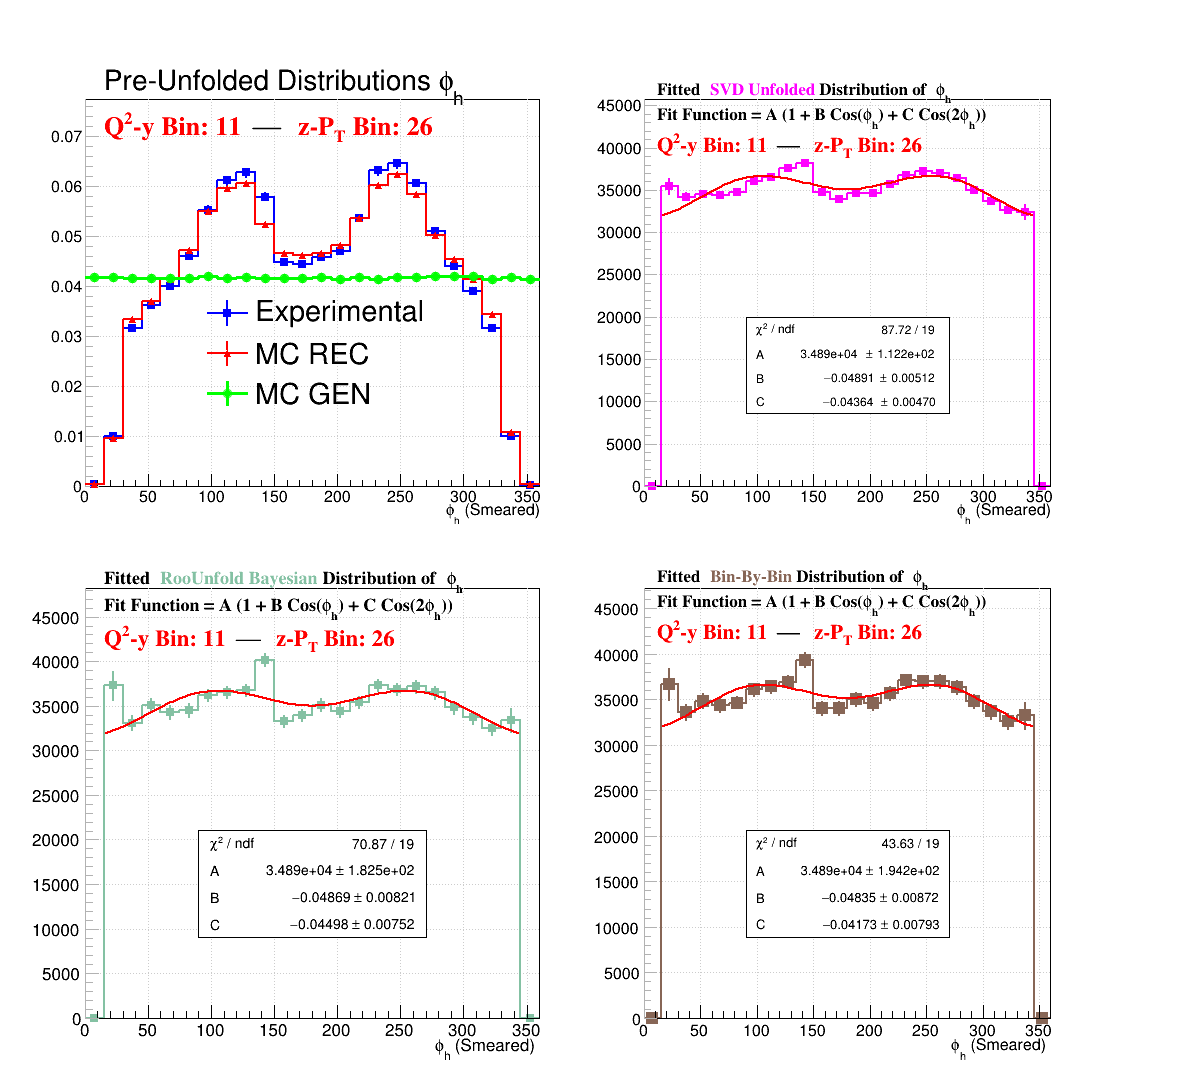 Pre-Unfolded Distributions ϕh
Q2-y Bin: 11 — z-PT Bin: 26
0.07
0.06
0.05
0.04
0.03
0.02
0.01
0
Experimental
MC REC
MC GEN
0 50 100 150 200 250 300 350
ϕh (Smeared)
Fitted SVD Unfolded Distribution of ϕh
Fit Function = A (1 + B Cos(ϕh) + C Cos(2ϕh))
Q2-y Bin: 11 — z-PT Bin: 26
45000
40000
35000
30000
25000
20000
15000
10000
5000
0
χ2 / ndf 87.72 / 19
A 3.489e+04 ± 1.122e+02
B −0.04891 ± 0.00512
C −0.04364 ± 0.00470
0 50 100 150 200 250 300 350
ϕh (Smeared)
Fitted RooUnfold Bayesian Distribution of ϕh
Fit Function = A (1 + B Cos(ϕh) + C Cos(2ϕh))
Q2-y Bin: 11 — z-PT Bin: 26
45000
40000
35000
30000
25000
20000
15000
10000
5000
0
χ2 / ndf 70.87 / 19
A 3.489e+04 ± 1.825e+02
B −0.04869 ± 0.00821
C −0.04498 ± 0.00752
0 50 100 150 200 250 300 350
ϕh (Smeared)
Fitted Bin-By-Bin Distribution of ϕh
Fit Function = A (1 + B Cos(ϕh) + C Cos(2ϕh))
Q2-y Bin: 11 — z-PT Bin: 26
45000
40000
35000
30000
25000
20000
15000
10000
5000
0
χ2 / ndf 43.63 / 19
A 3.489e+04 ± 1.942e+02
B −0.04835 ± 0.00872
C −0.04173 ± 0.00793
0 50 100 150 200 250 300 350
ϕh (Smeared)